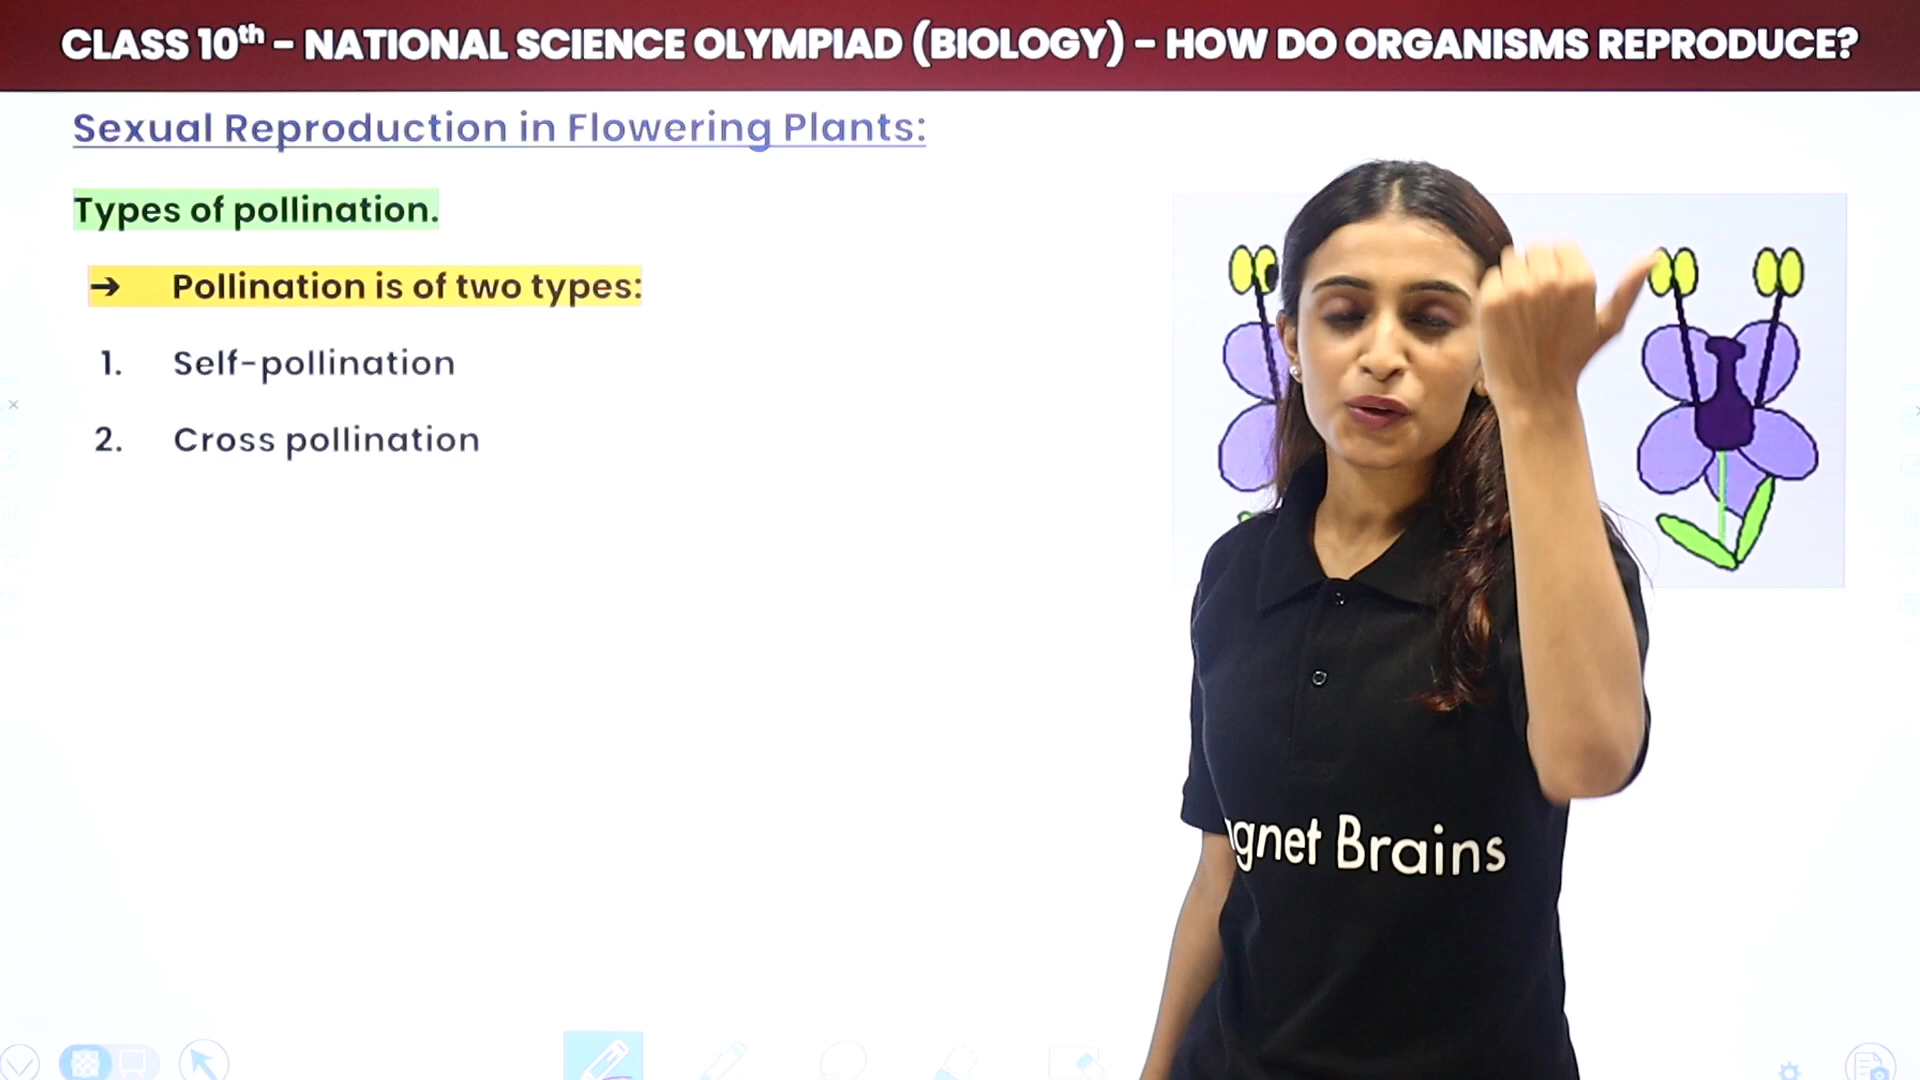 CLASS 10th - NATIONAL SCIENCE OLYMPIAD (BIOLOGY) - HOW DO ORGANISMS REPRODUCE?
Sexual Reproduction in Flowering Plants:
Types of pollination.
➔ Pollination is of two types:
1. Self-pollination
2. Cross pollination
gnet Brains